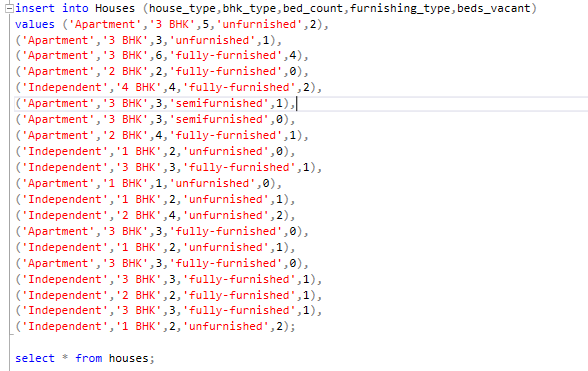 insert into Houses (house_type,bhk_type,bed_count,furnishing_type,beds_vacant)
values ('Apartment','3 BHK',5,'unfurnished',2),
('Apartment','3 BHK',3,'unfurnished',1),
('Apartment','3 BHK',6,'fully-furnished',4),
('Apartment','2 BHK',2,'fully-furnished',0),
('Independent','4 BHK',4,'fully-furnished',2),
('Apartment','3 BHK',3,'semifurnished',1),
('Apartment','3 BHK',3,'semifurnished',0),
('Apartment','2 BHK',4,'fully-furnished',1),
('Independent','1 BHK',2,'unfurnished',0),
('Independent','3 BHK',3,'fully-furnished',1),
('Apartment','1 BHK',1,'unfurnished',0),
('Independent','1 BHK',2,'unfurnished',1),
('Independent','2 BHK',4,'unfurnished',2),
('Apartment','3 BHK',3,'fully-furnished',0),
('Independent','1 BHK',2,'unfurnished',1),
('Apartment','3 BHK',3,'fully-furnished',0),
('Independent','3 BHK',3,'fully-furnished',1),
('Independent','2 BHK',2,'fully-furnished',1),
('Independent','3 BHK',3,'fully-furnished',1),
('Independent','1 BHK',2,'unfurnished',2);
select * from houses;